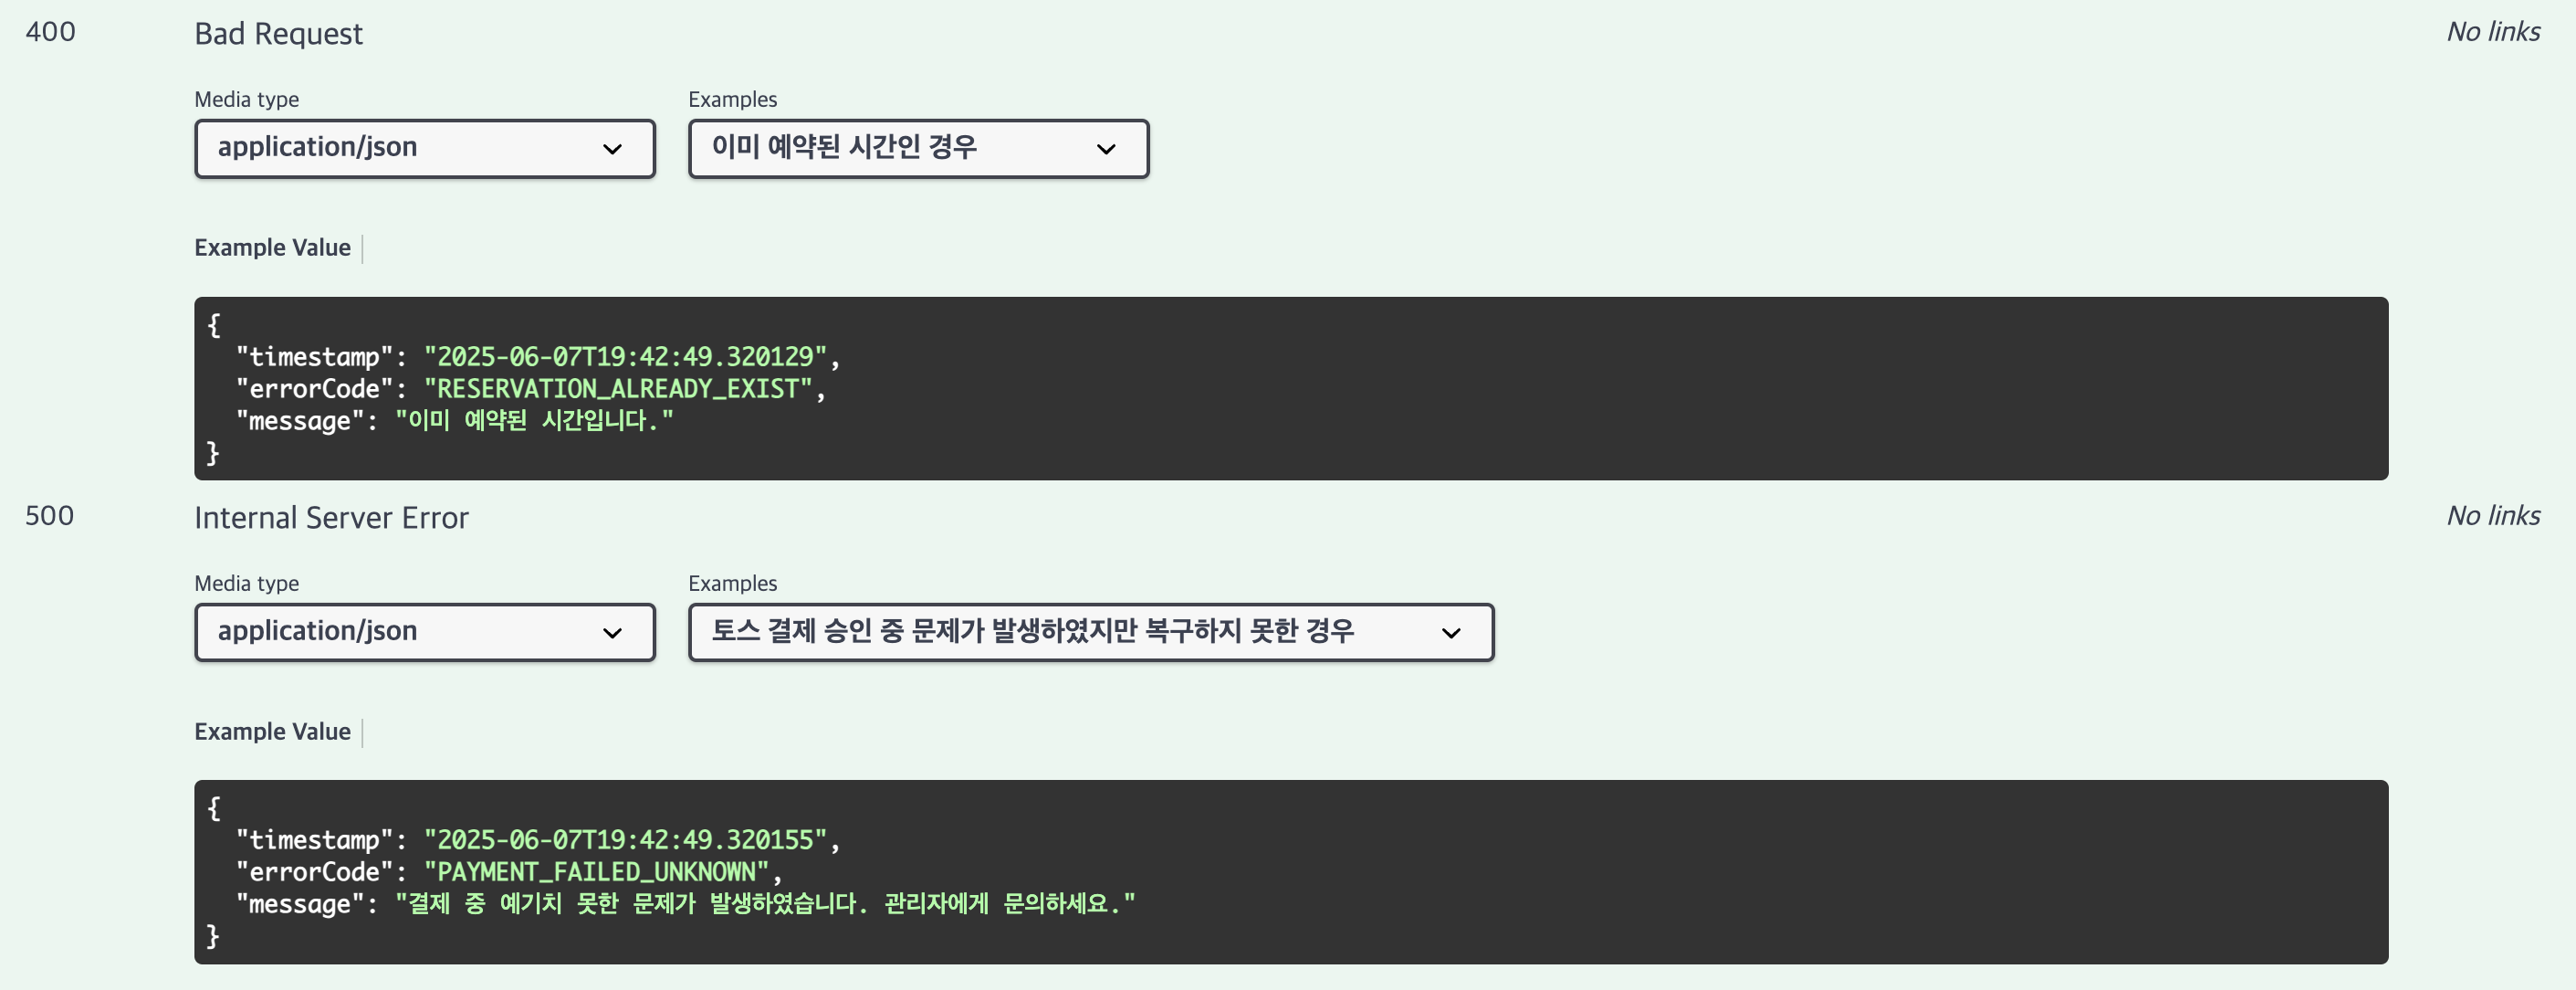 400 Bad Request No links
Media type Examples
application/json 이미 예약된 시간인 경우
Example Value
{
"timestamp": "2025-06-07T19:42:49.320129",
"errorCode": "RESERVATION_ALREADY_EXIST",
"message": "이미 예약된 시간입니다."
}
500 Internal Server Error No links
Media type Examples
application/json 토스 결제 승인 중 문제가 발생하였지만 복구하지 못한 경우
Example Value
{
"timestamp": "2025-06-07T19:42:49.320155",
"errorCode": "PAYMENT_FAILED_UNKNOWN",
"message": "결제 중 예기치 못한 문제가 발생하였습니다. 관리자에게 문의하세요."
}